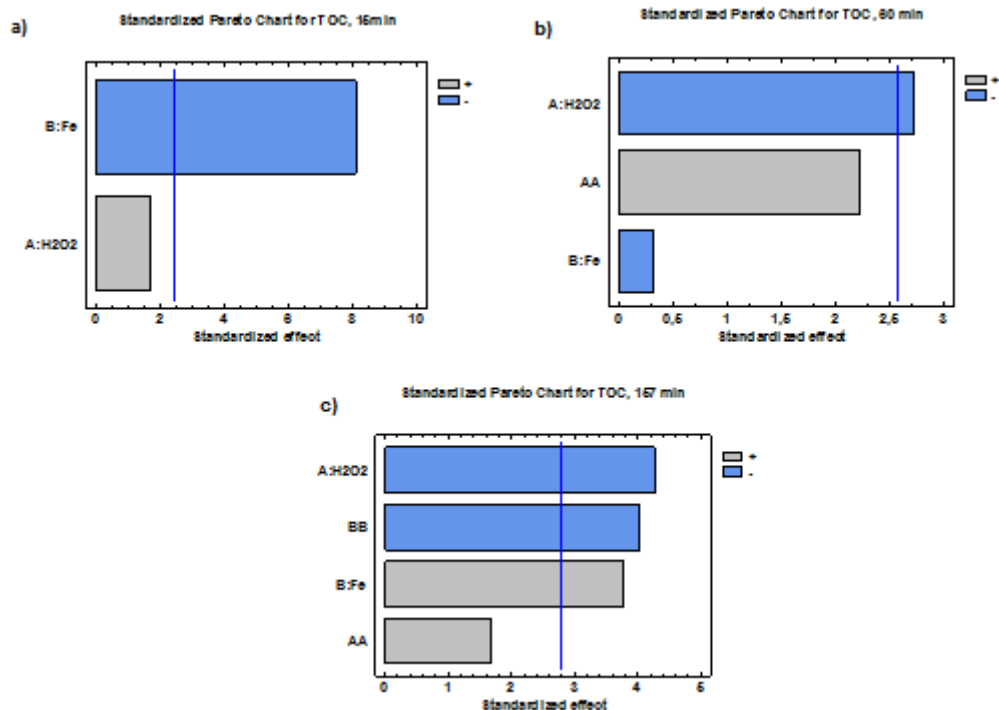 a)
Standardized Pareto Chart for TOC, 15min
B:Fe
A:H2O2
+
-
0 2 4 6 8 10
Standardized effect
b)
Standardized Pareto Chart for TOC, 60 min
A:H2O2
AA
B:Fe
+
-
0 0,5 1 1,5 2 2,5 3
Standardized effect
c)
Standardized Pareto Chart for TOC, 157 min
A:H2O2
BB
B:Fe
AA
+
-
0 1 2 3 4 5
Standardized effect